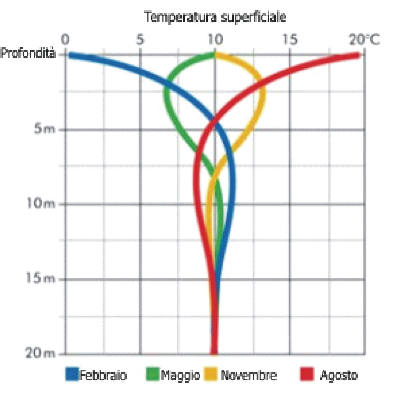 Temperatura superficiale
0 5 10 15 20°C
Profondità
5m
10m
15m
20m
Febbraio Maggio Novembre Agosto